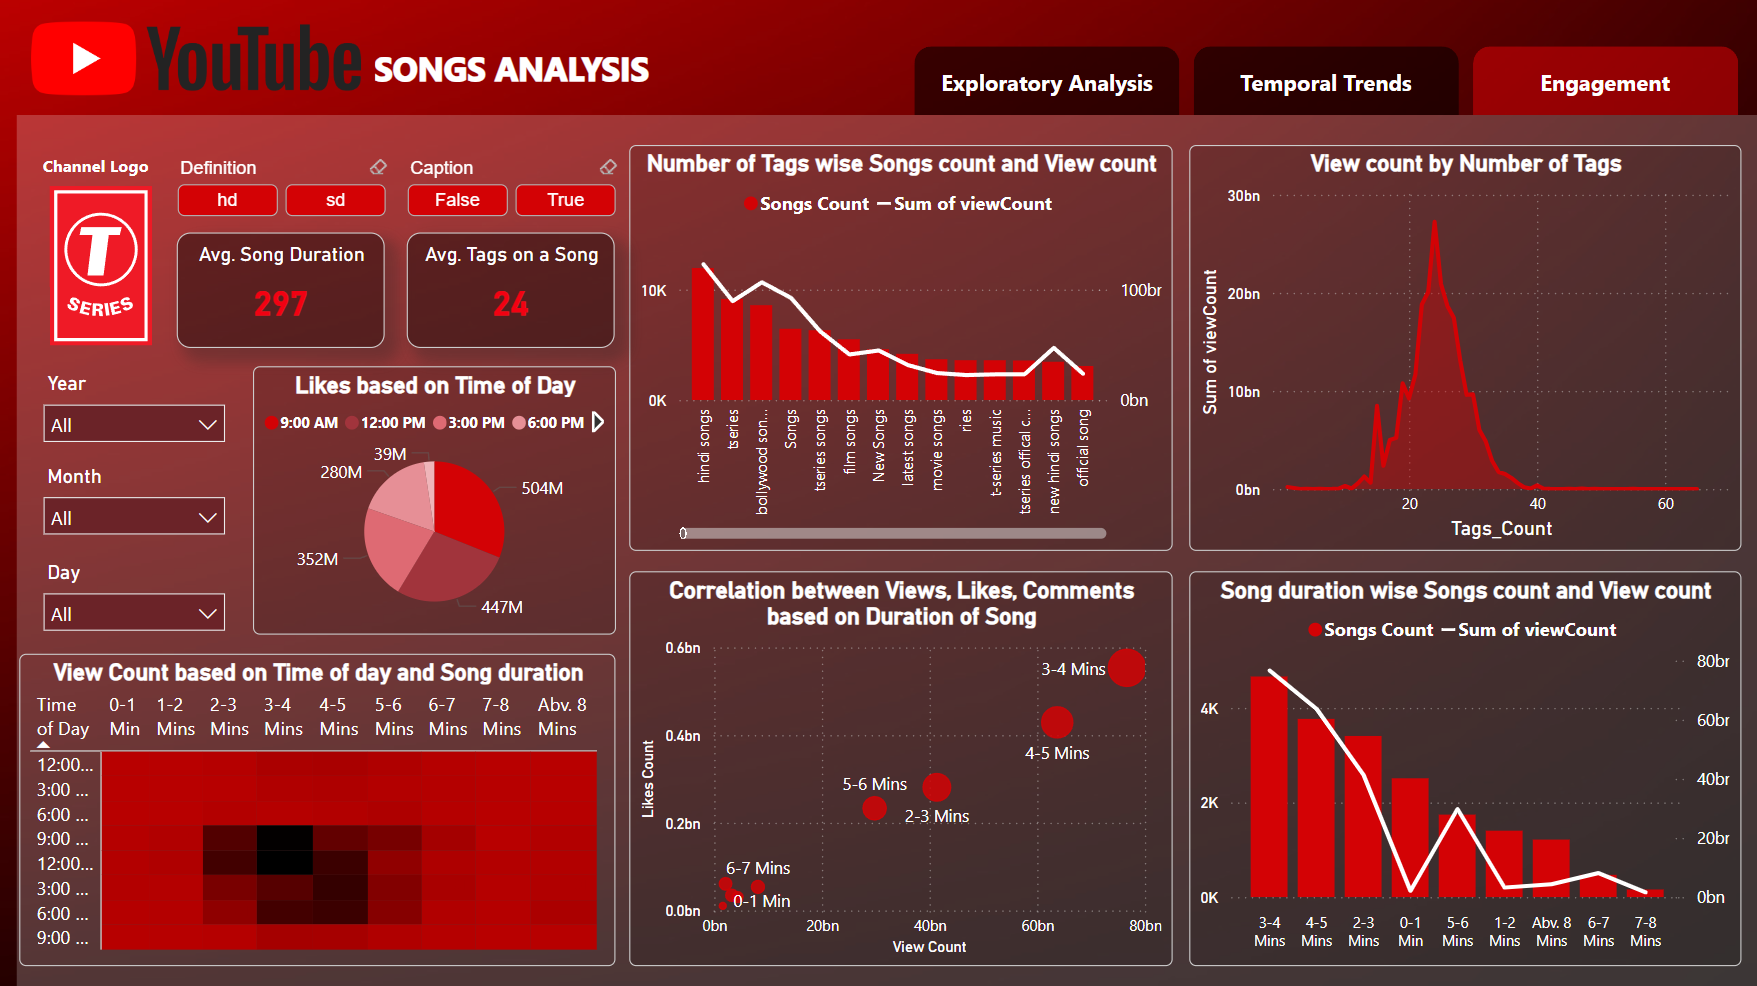 YouTube SONGS ANALYSIS
Exploratory Analysis
Temporal Trends
Engagement
Channel Logo
T
SERIES
Definition
hd
sd
Caption
False
True
Avg. Song Duration
297
Avg. Tags on a Song
24
Year
All
Month
All
Day
All
Likes based on Time of Day
9:00 AM 12:00 PM 3:00 PM 6:00 PM
39M
280M
504M
352M
447M
View Count based on Time of day and Song duration
Time of Day
0-1 Min
1-2 Mins
2-3 Mins
3-4 Mins
4-5 Mins
5-6 Mins
6-7 Mins
7-8 Mins
Abv. 8 Mins
12:00...
3:00 ...
6:00 ...
9:00 ...
12:00...
3:00 ...
6:00 ...
9:00 ...
Number of Tags wise Songs count and View count
Songs Count Sum of viewCount
10K
0K
100br
0bn
hindi songs
tseries
bollywood son...
Songs
tseries songs
film songs
New Songs
latest songs
movie songs
ries
t-series music
tseries offical c...
new hindi songs
official song
0
View count by Number of Tags
Sum of viewCount
30bn
20bn
10bn
0bn
20
40
60
Tags_Count
Correlation between Views, Likes, Comments
based on Duration of Song
Likes Count
0.6bn
0.4bn
0.2bn
0.0bn
3-4 Mins
4-5 Mins
5-6 Mins
2-3 Mins
6-7 Mins
0-1 Min
0bn
20bn
40bn
60bn
80bn
View Count
Song duration wise Songs count and View count
Songs Count Sum of viewCount
4K
2K
0K
80br
60br
40br
20br
0bn
3-4 Mins
4-5 Mins
2-3 Mins
0-1 Min
5-6 Mins
1-2 Mins
Abv. 8 Mins
6-7 Mins
7-8 Mins